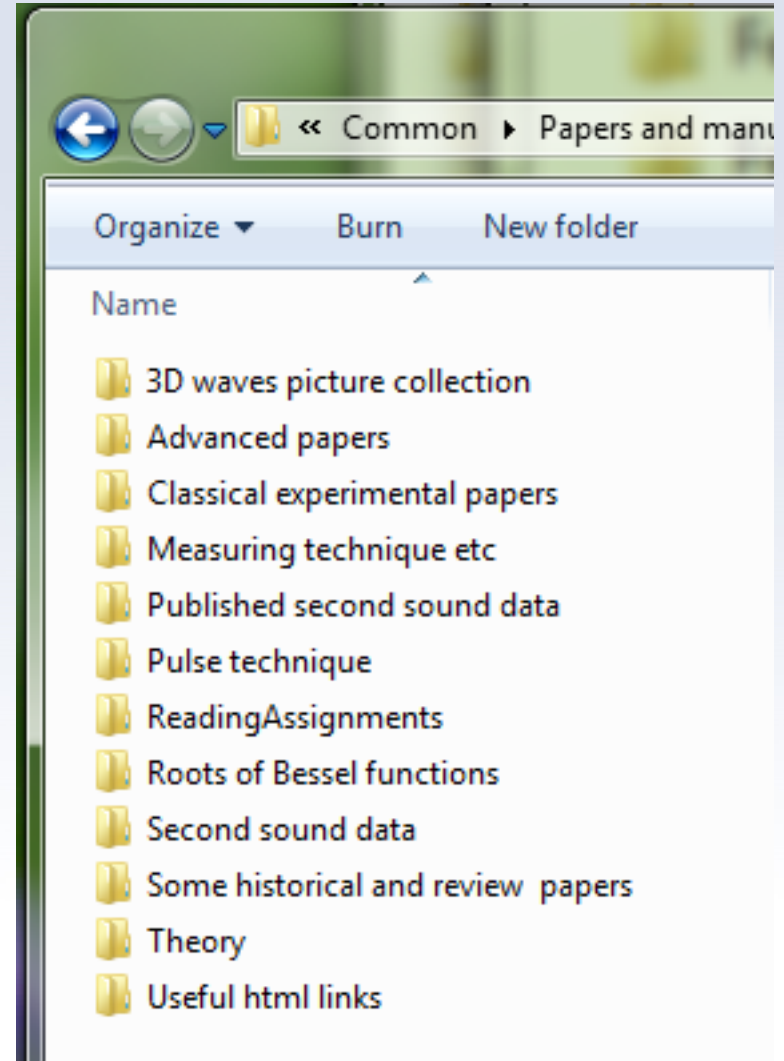 « Common ▸ Papers and
Organize ▾ Burn New folder
Name
3D waves picture collection
Advanced papers
Classical experimental papers
Measuring technique etc
Published second sound data
Pulse technique
ReadingAssignments
Roots of Bessel functions
Second sound data
Some historical and review  papers
Theory
Useful html links